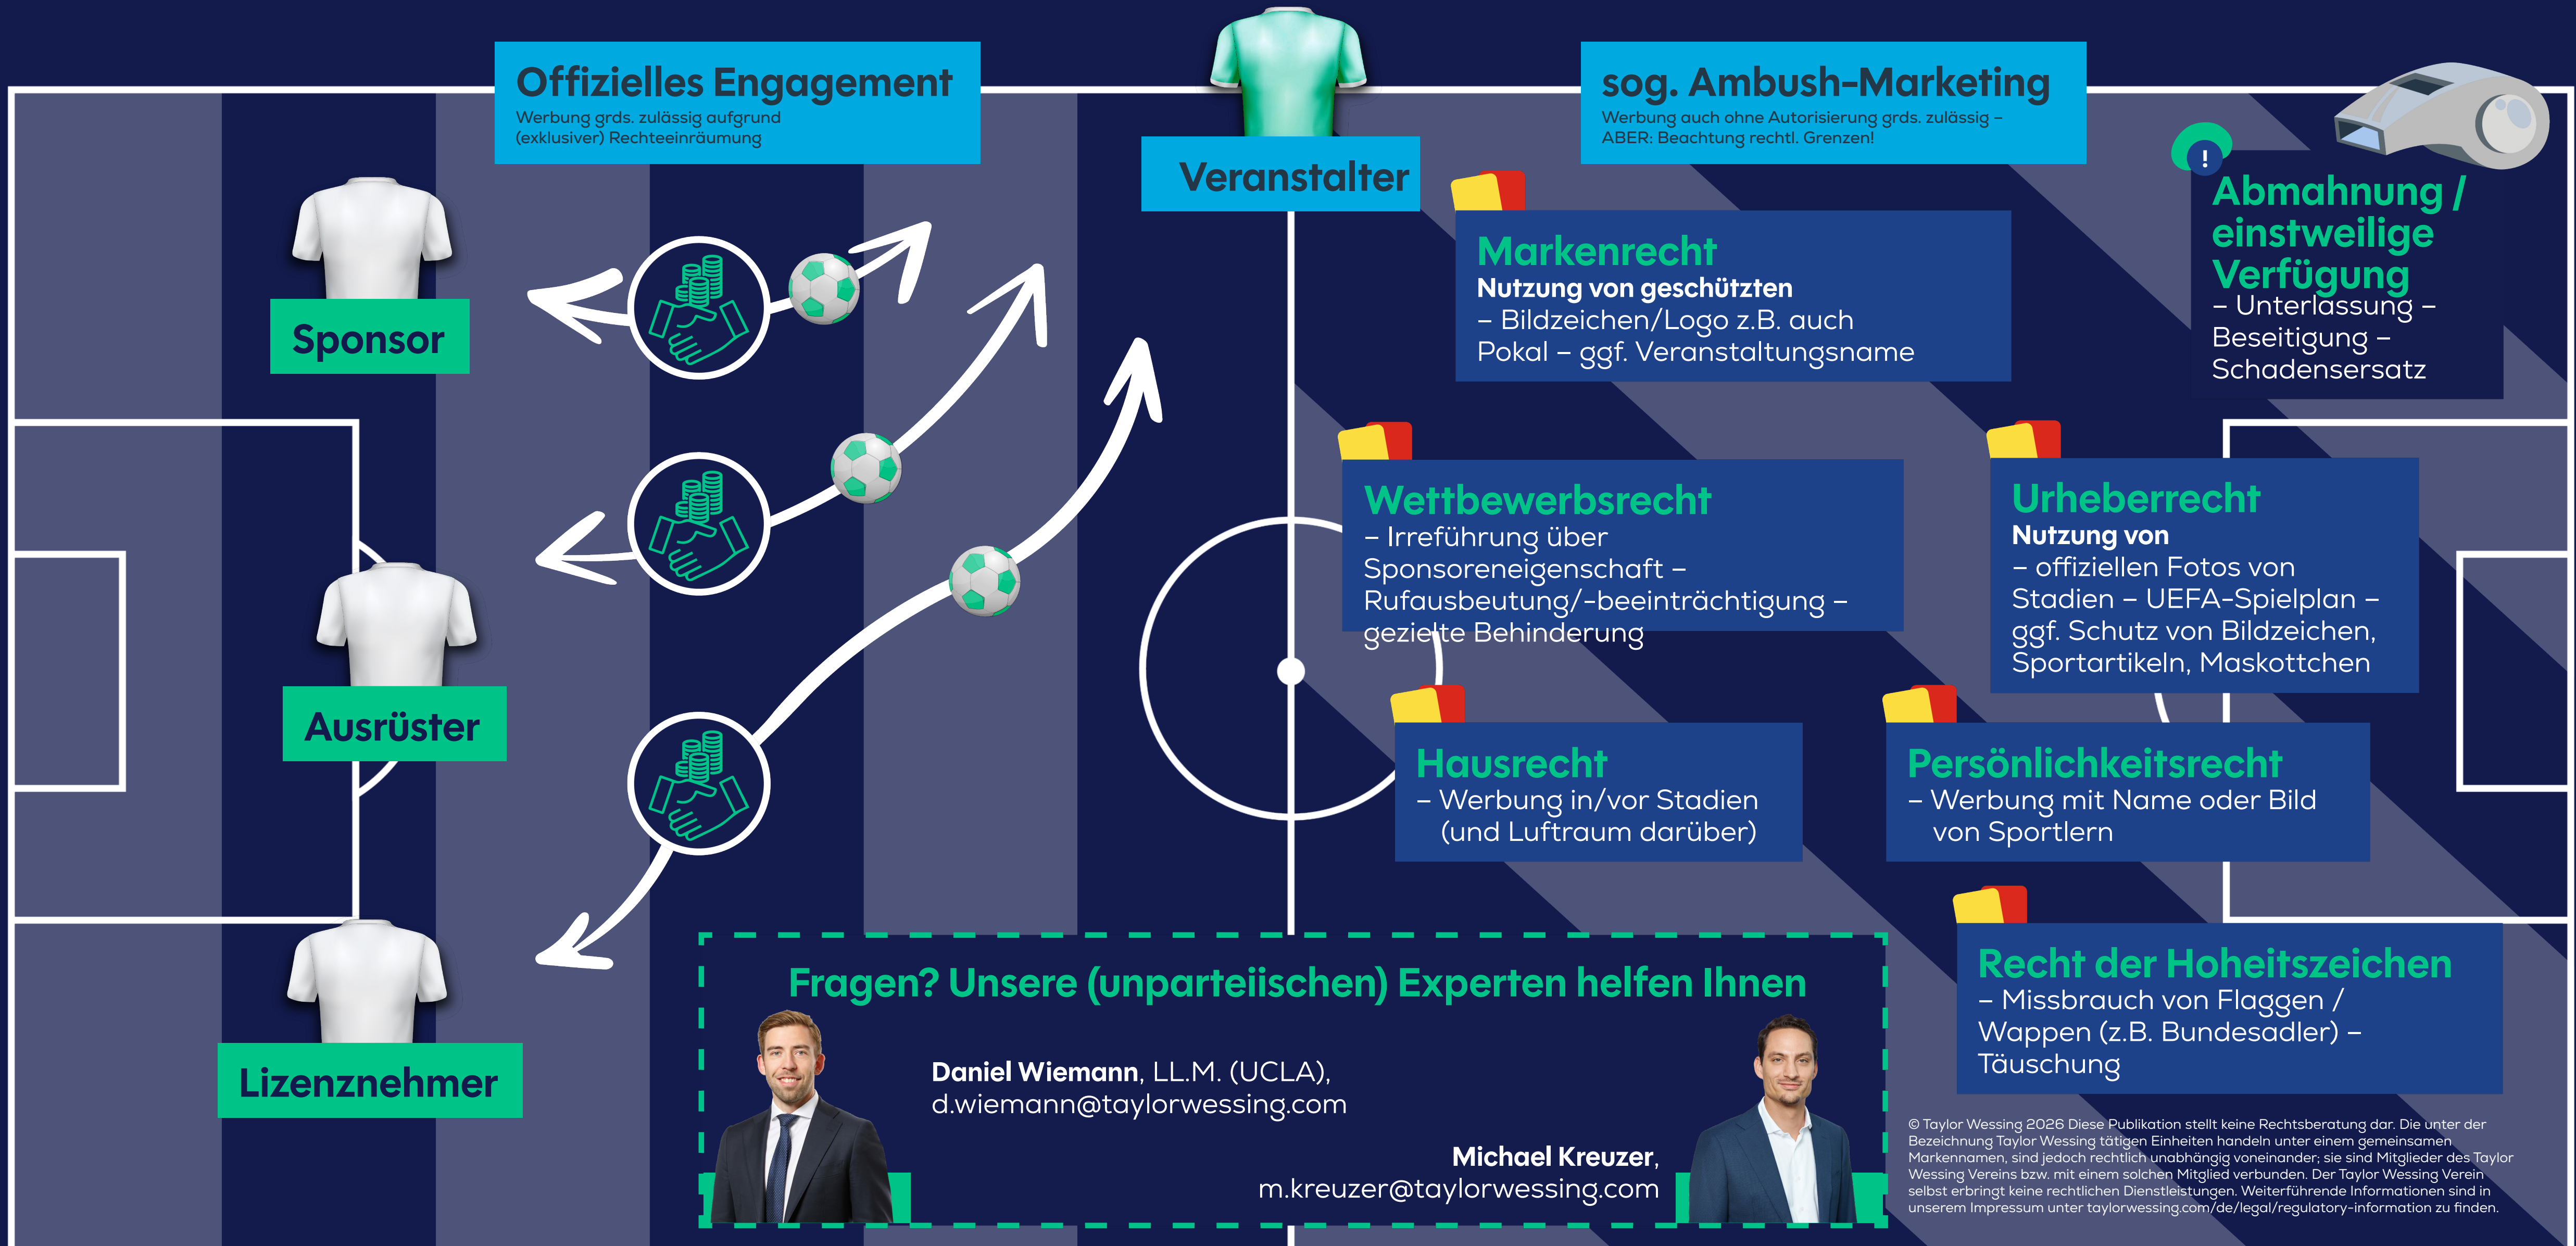 Offizielles Engagement
Werbung grds. zulässig aufgrund
(exklusiver) Rechteeinräumung
Sponsor
Ausrüster
Lizenznehmer
Veranstalter
sog. Ambush-Marketing
Werbung auch ohne Autorisierung grds. zulässig –
ABER: Beachtung rechtl. Grenzen!
Markenrecht
Nutzung von geschützten
– Bildzeichen/Logo z.B. auch
Pokal – ggf. Veranstaltungsname
!
Abmahnung /
einstweilige
Verfügung
– Unterlassung –
Beseitigung –
Schadensersatz
Wettbewerbsrecht
– Irreführung über
Sponsoreneigenschaft –
Rufausbeutung/-beeinträchtigung –
gezielte Behinderung
Urheberrecht
Nutzung von
– offiziellen Fotos von
Stadien – UEFA-Spielplan –
ggf. Schutz von Bildzeichen,
Sportartikeln, Maskottchen
Hausrecht
– Werbung in/vor Stadien
(und Luftraum darüber)
Persönlichkeitsrecht
– Werbung mit Name oder Bild
von Sportlern
Recht der Hoheitszeichen
– Missbrauch von Flaggen /
Wappen (z.B. Bundesadler) –
Täuschung
Fragen? Unsere (unparteiischen) Experten helfen Ihnen
Daniel Wiemann, LL.M. (UCLA),
d.wiemann@taylorwessing.com
Michael Kreuzer,
m.kreuzer@taylorwessing.com
© Taylor Wessing 2026 Diese Publikation stellt keine Rechtsberatung dar. Die unter der
Bezeichnung Taylor Wessing tätigen Einheiten handeln unter einem gemeinsamen
Markennamen, sind jedoch rechtlich unabhängig voneinander; sie sind Mitglieder des Taylor
Wessing Vereins bzw. mit einem solchen Mitglied verbunden. Der Taylor Wessing Verein
selbst erbringt keine rechtlichen Dienstleistungen. Weiterführende Informationen sind in
unserem Impressum unter taylorwessing.com/de/legal/regulatory-information zu finden.